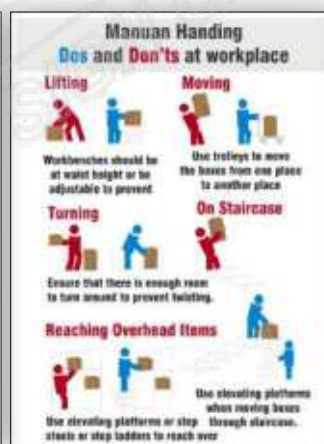 Manuan Handing
Dos and Don'ts at workplace
Lifting
Workbenches should be
at waist height or be
adjustable to prevent
Moving
Use trolleys to move
the boxes from one place
to another place
Turning
On Staircase
Ensure that there is enough room
to turn around to prevent twisting.
Reaching Overhead Items
Use elevating platforms or step
stools or step ladders to reach over
Use elevating platforms
when moving boxes
through staircase.